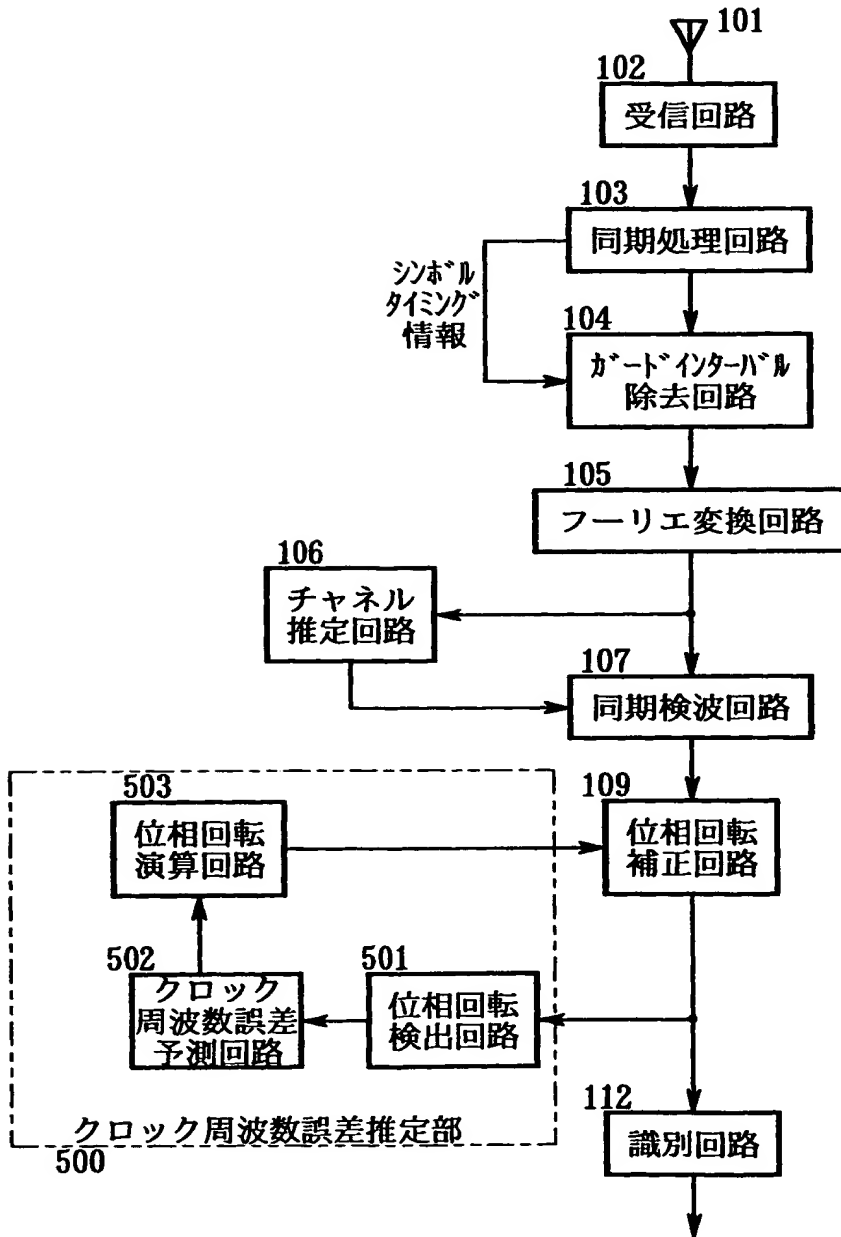 101
102
受信回路
103
同期処理回路
シンボル
タイミング
情報
104
ガードインターバル
除去回路
105
フーリエ変換回路
106
チャネル
推定回路
107
同期検波回路
503
位相回転
演算回路
109
位相回転
補正回路
502
クロック
周波数誤差
予測回路
501
位相回転
検出回路
クロック周波数誤差推定部
500
112
識別回路